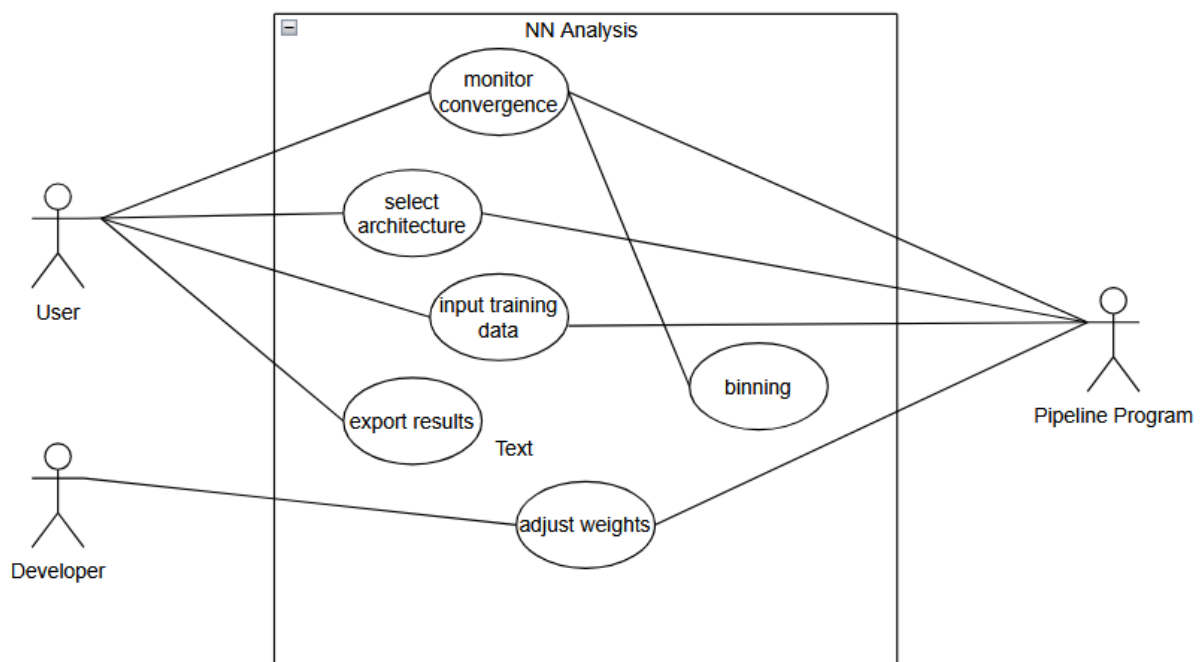 NN Analysis
monitor
convergence
select
architecture
User
input training
data
binning
Pipeline Program
export results
Text
adjust weights
Developer